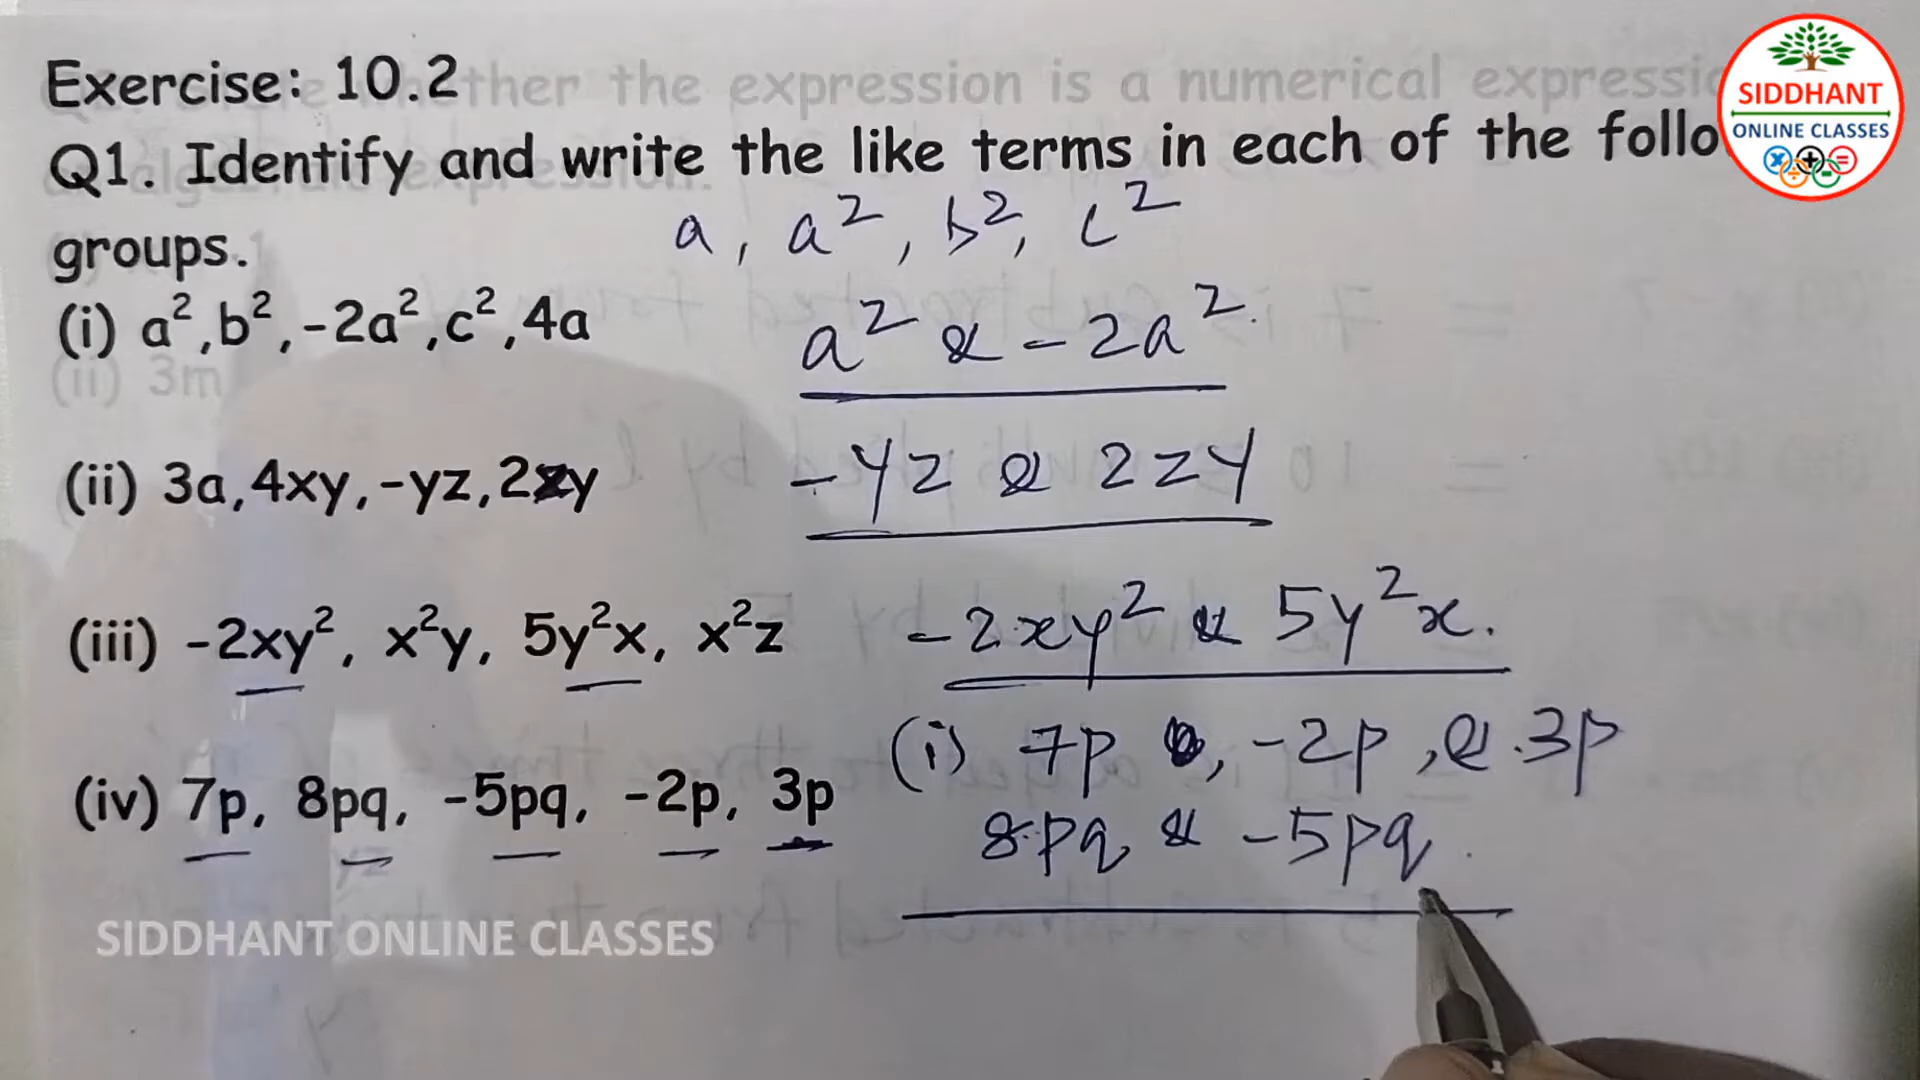 Exercise: 10.2
Q1. Identify and write the like terms in each of the follo
groups.
a, a², b², c²
(i) a², b², -2a², c², 4a
a² & -2a².
(ii) 3m
(ii) 3a, 4xy, -yz, 2zy
-yz & 2zy
(iii) -2xy², x²y, 5y²x, x²z
-2xy² & 5y²x.
(i) 7p, -2p, & 3p
(iv) 7p, 8pq, -5pq, -2p, 3p
8pq & -5pq.
SIDDHANT ONLINE CLASSES
SIDDHANT
ONLINE CLASSES